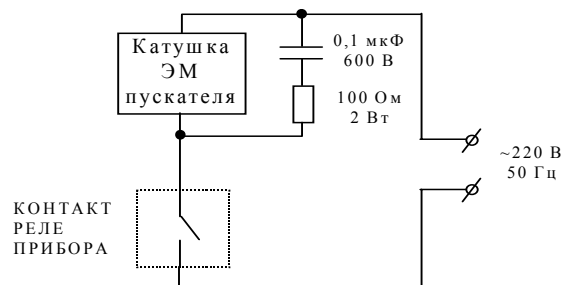 Катушка
ЭМ
пускателя
0,1 мкФ
600 В
100 Ом
2 Вт
~220 В
50 Гц
КОНТАКТ
РЕЛЕ
ПРИБОРА